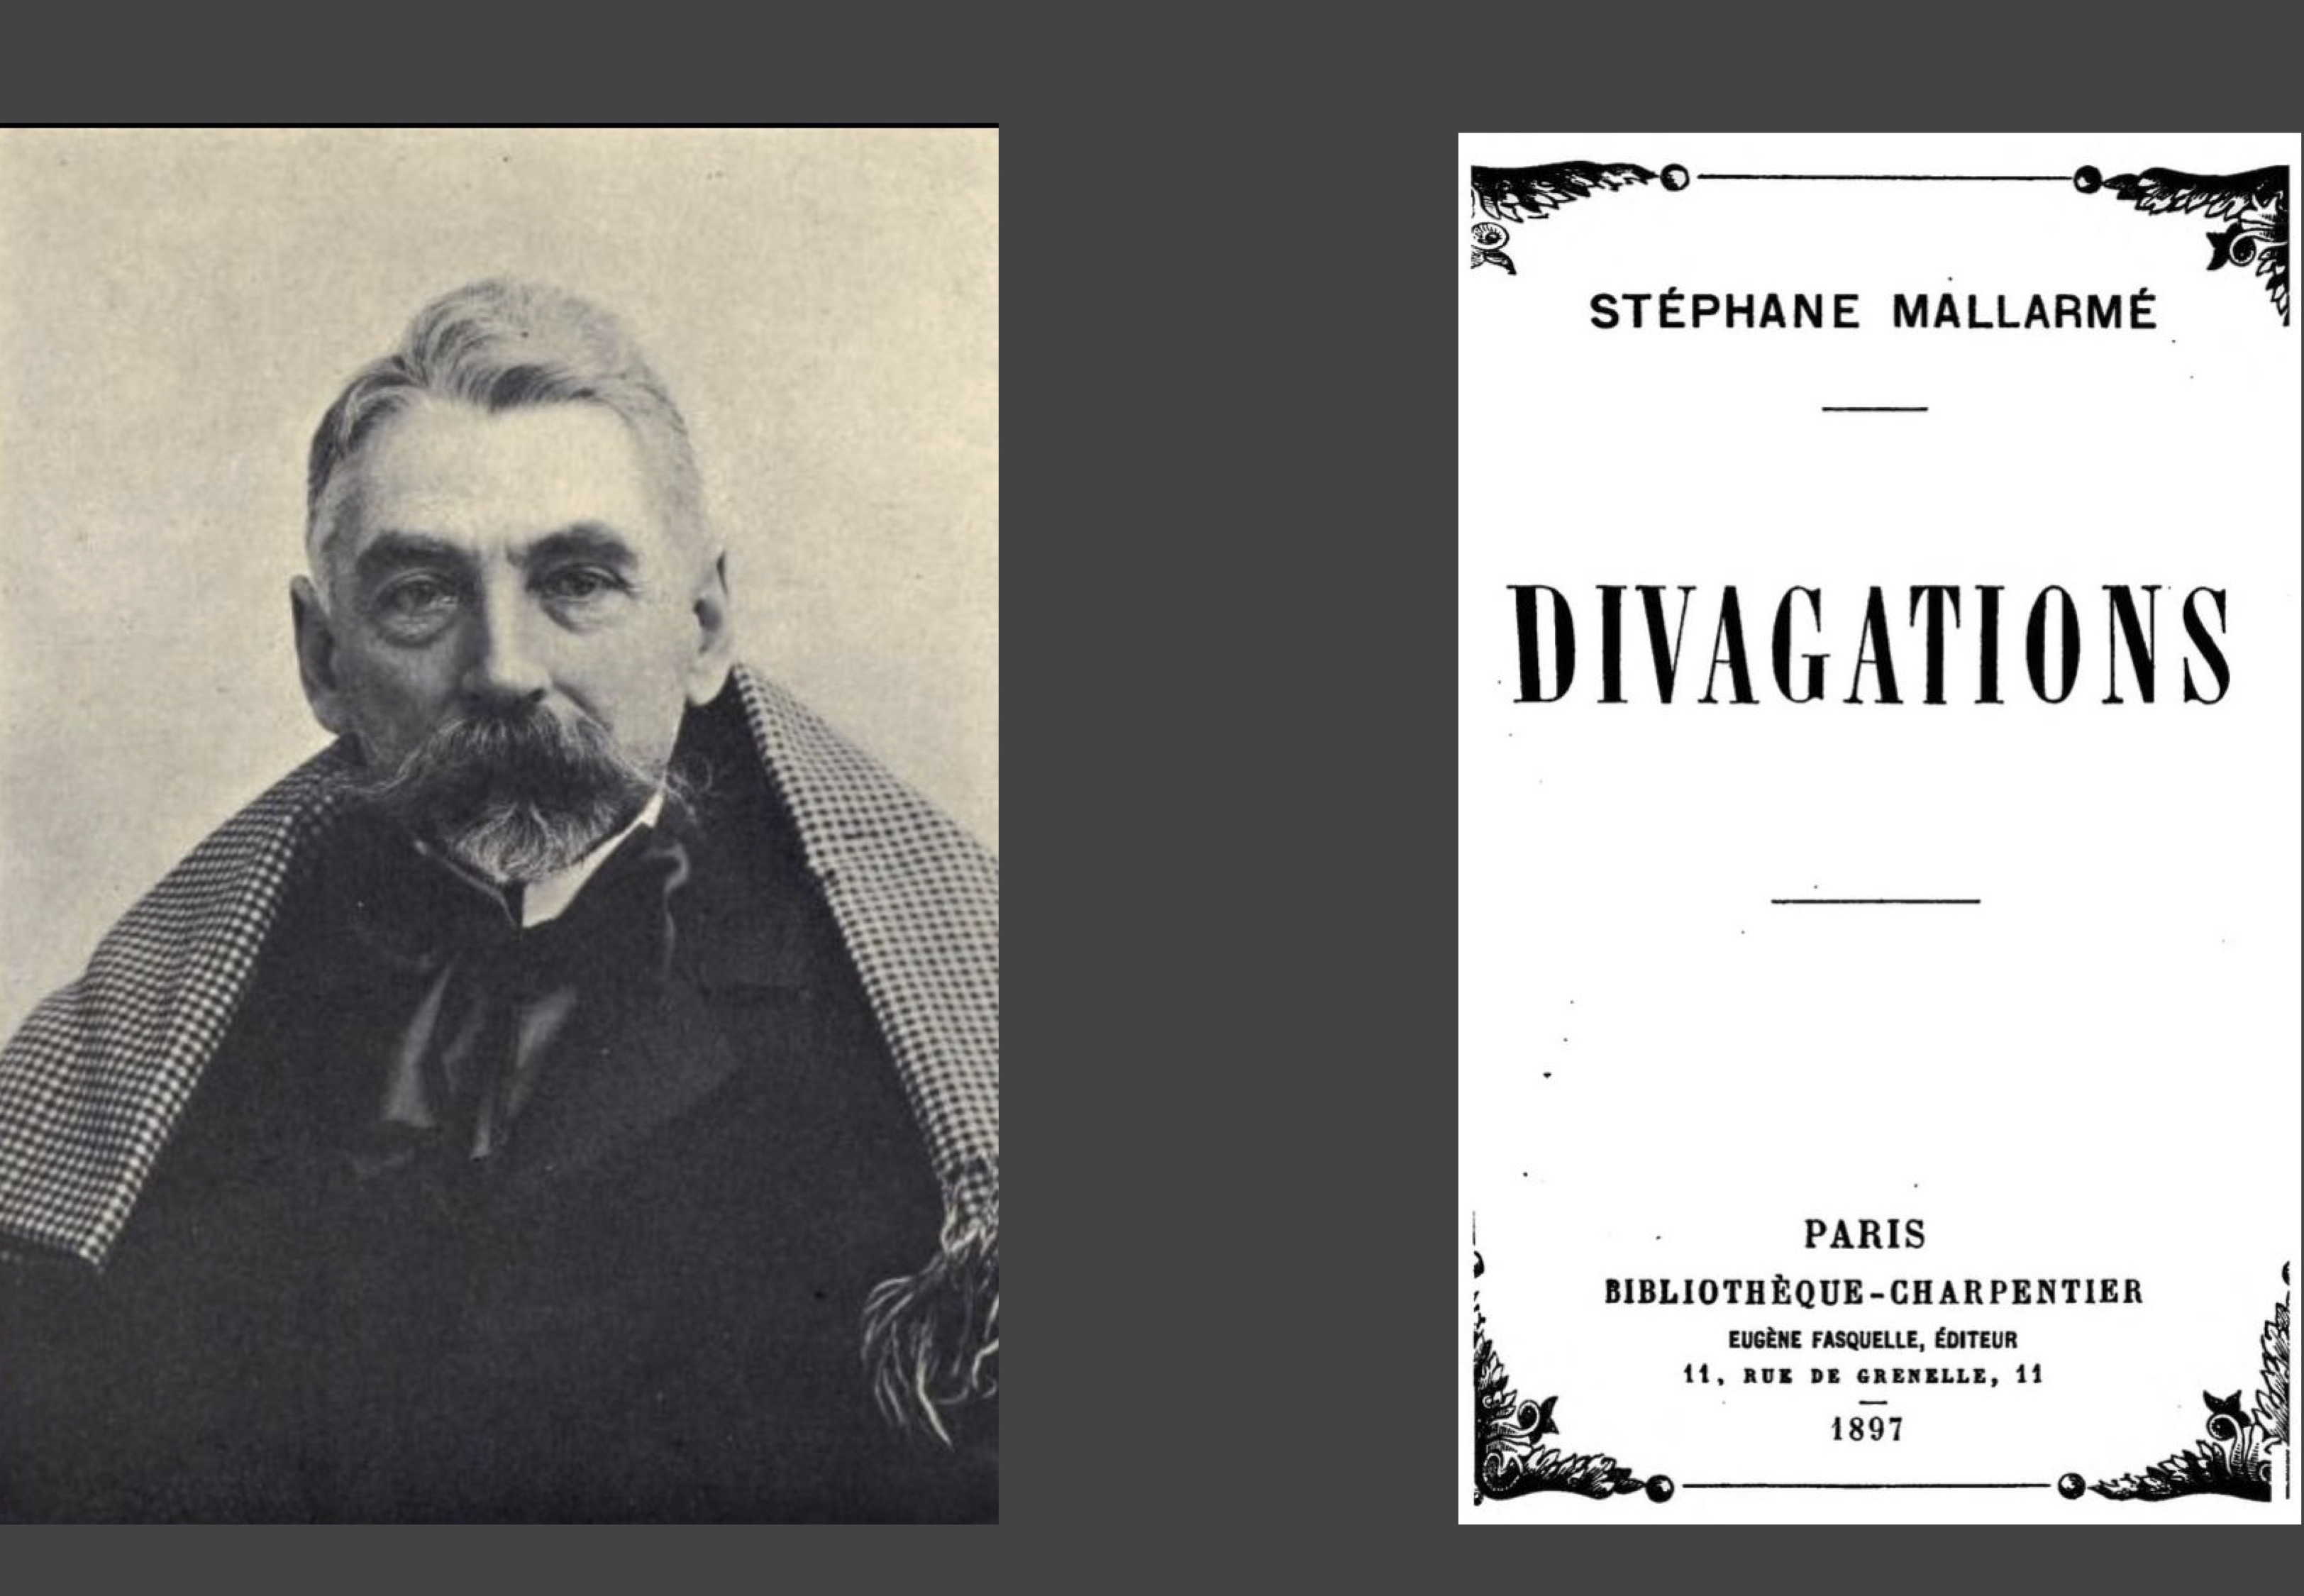 STÉPHANE MALLARMÉ
DIVAGATIONS
PARIS
BIBLIOTHÈQUE-CHARPENTIER
EUGÈNE FASQUELLE, ÉDITEUR
11, RUE DE GRENELLE, 11
1897